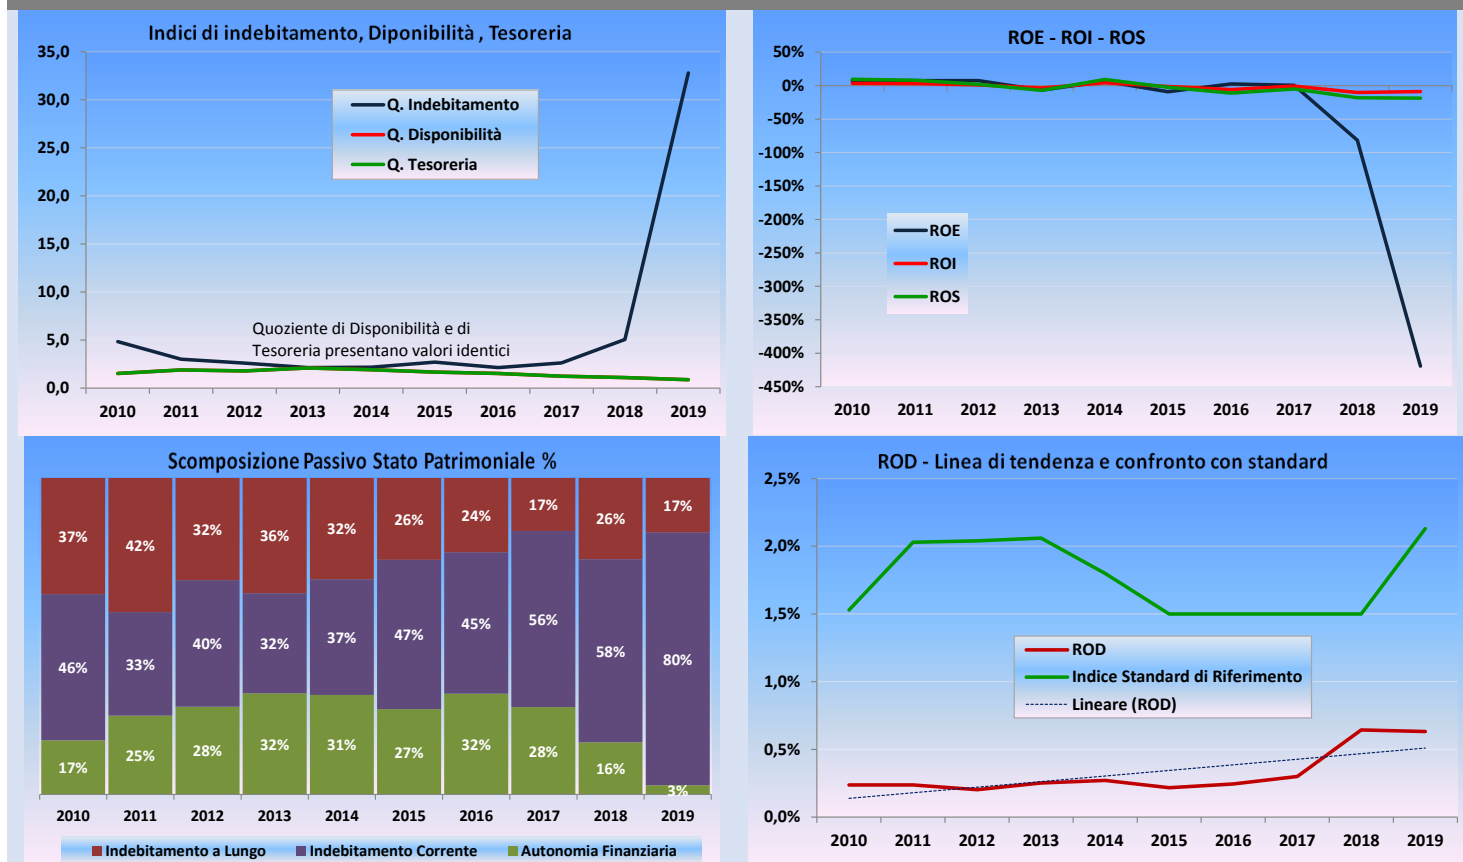 Indici di indebitamento, Diponibilità , Tesoreria
35,0
30,0
25,0
20,0
15,0
10,0
5,0
0,0
Q. Indebitamento
Q. Disponibilità
Q. Tesoreria
Quoziente di Disponibilità e di
Tesoreria presentano valori identici
2010 2011 2012 2013 2014 2015 2016 2017 2018 2019
ROE - ROI - ROS
50%
0%
-50%
-100%
-150%
-200%
-250%
-300%
-350%
-400%
-450%
ROE
ROI
ROS
2010 2011 2012 2013 2014 2015 2016 2017 2018 2019
Scomposizione Passivo Stato Patrimoniale %
37% 42% 32% 36% 32% 26% 24% 17% 26% 17%
46% 33% 40% 32% 37% 47% 45% 56% 58% 80%
17% 25% 28% 32% 31% 27% 32% 28% 16% 3%
2010 2011 2012 2013 2014 2015 2016 2017 2018 2019
Indebitamento a Lungo Indebitamento Corrente Autonomia Finanziaria
ROD - Linea di tendenza e confronto con standard
2,5%
2,0%
1,5%
1,0%
0,5%
0,0%
ROD
Indice Standard di Riferimento
Lineare (ROD)
2010 2011 2012 2013 2014 2015 2016 2017 2018 2019